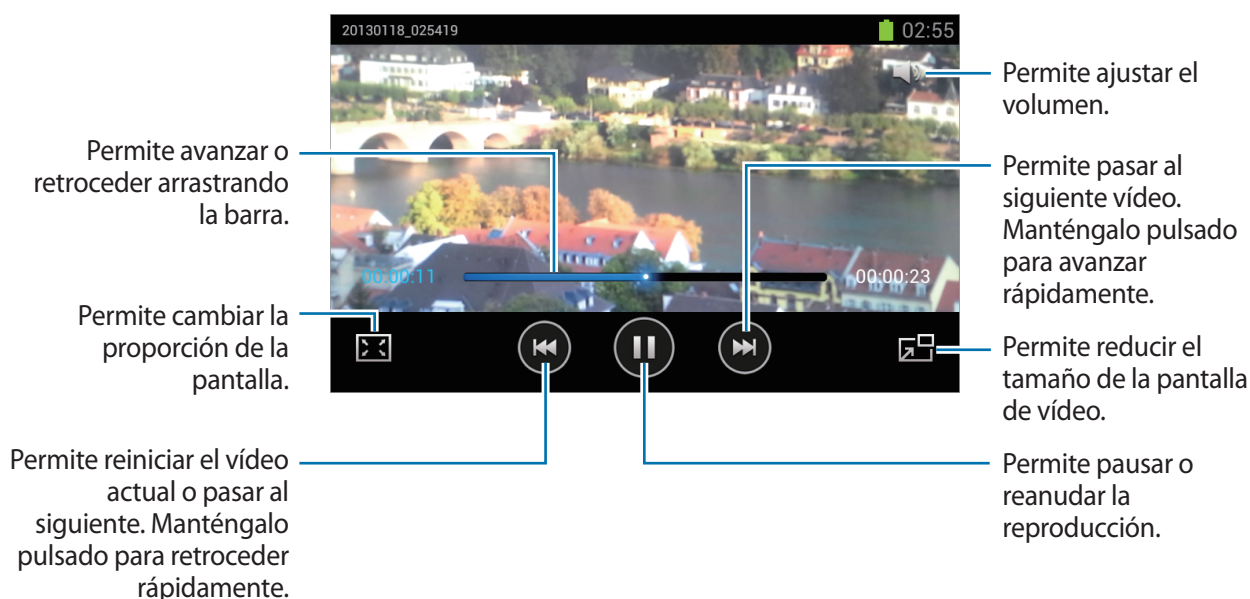 20130118_025419
02:55
Permite ajustar el
volumen.
Permite avanzar o
retroceder arrastrando
la barra.
Permite pasar al
siguiente vídeo.
Manténgalo pulsado
para avanzar
rápidamente.
00:00:11
00:00:23
Permite cambiar la
proporción de la
pantalla.
Permite reducir el
tamaño de la pantalla
de vídeo.
Permite reiniciar el vídeo
actual o pasar al
siguiente. Manténgalo
pulsado para retroceder
rápidamente.
Permite pausar o
reanudar la
reproducción.